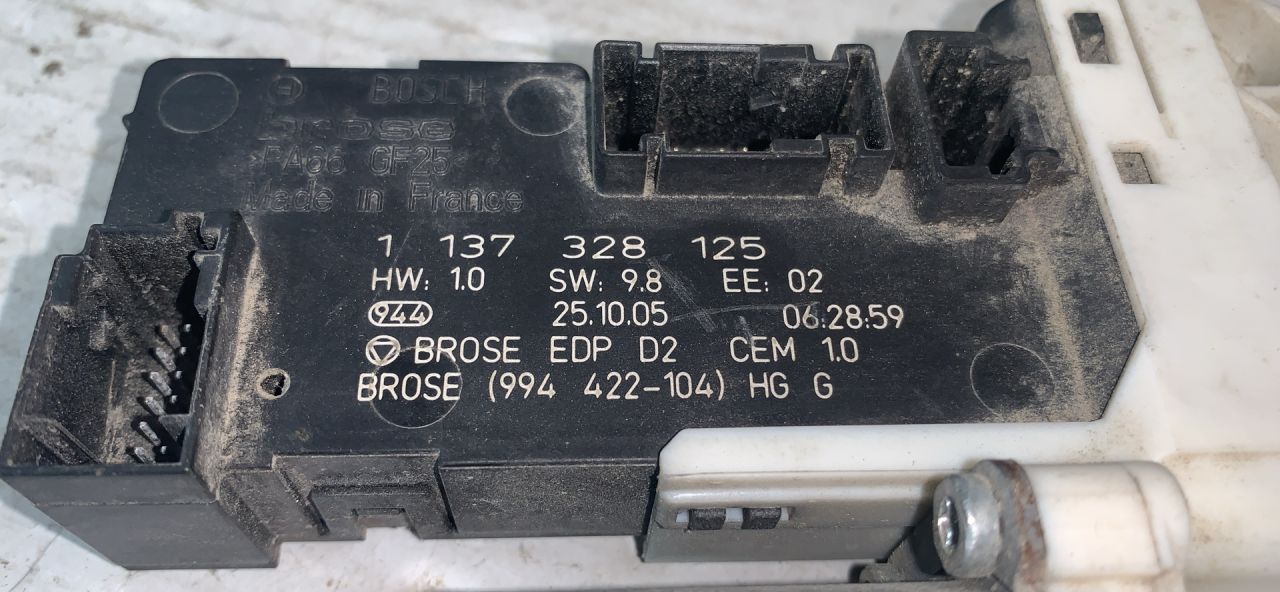 BOSCH
brose
PA66 GF25
Made in France
1 137 328 125
HW: 1.0 SW: 9.8 EE: 02
944 25.10.05 06:28:59
BROSE EDP D2 CEM 1.0
BROSE (994 422-104) HG G